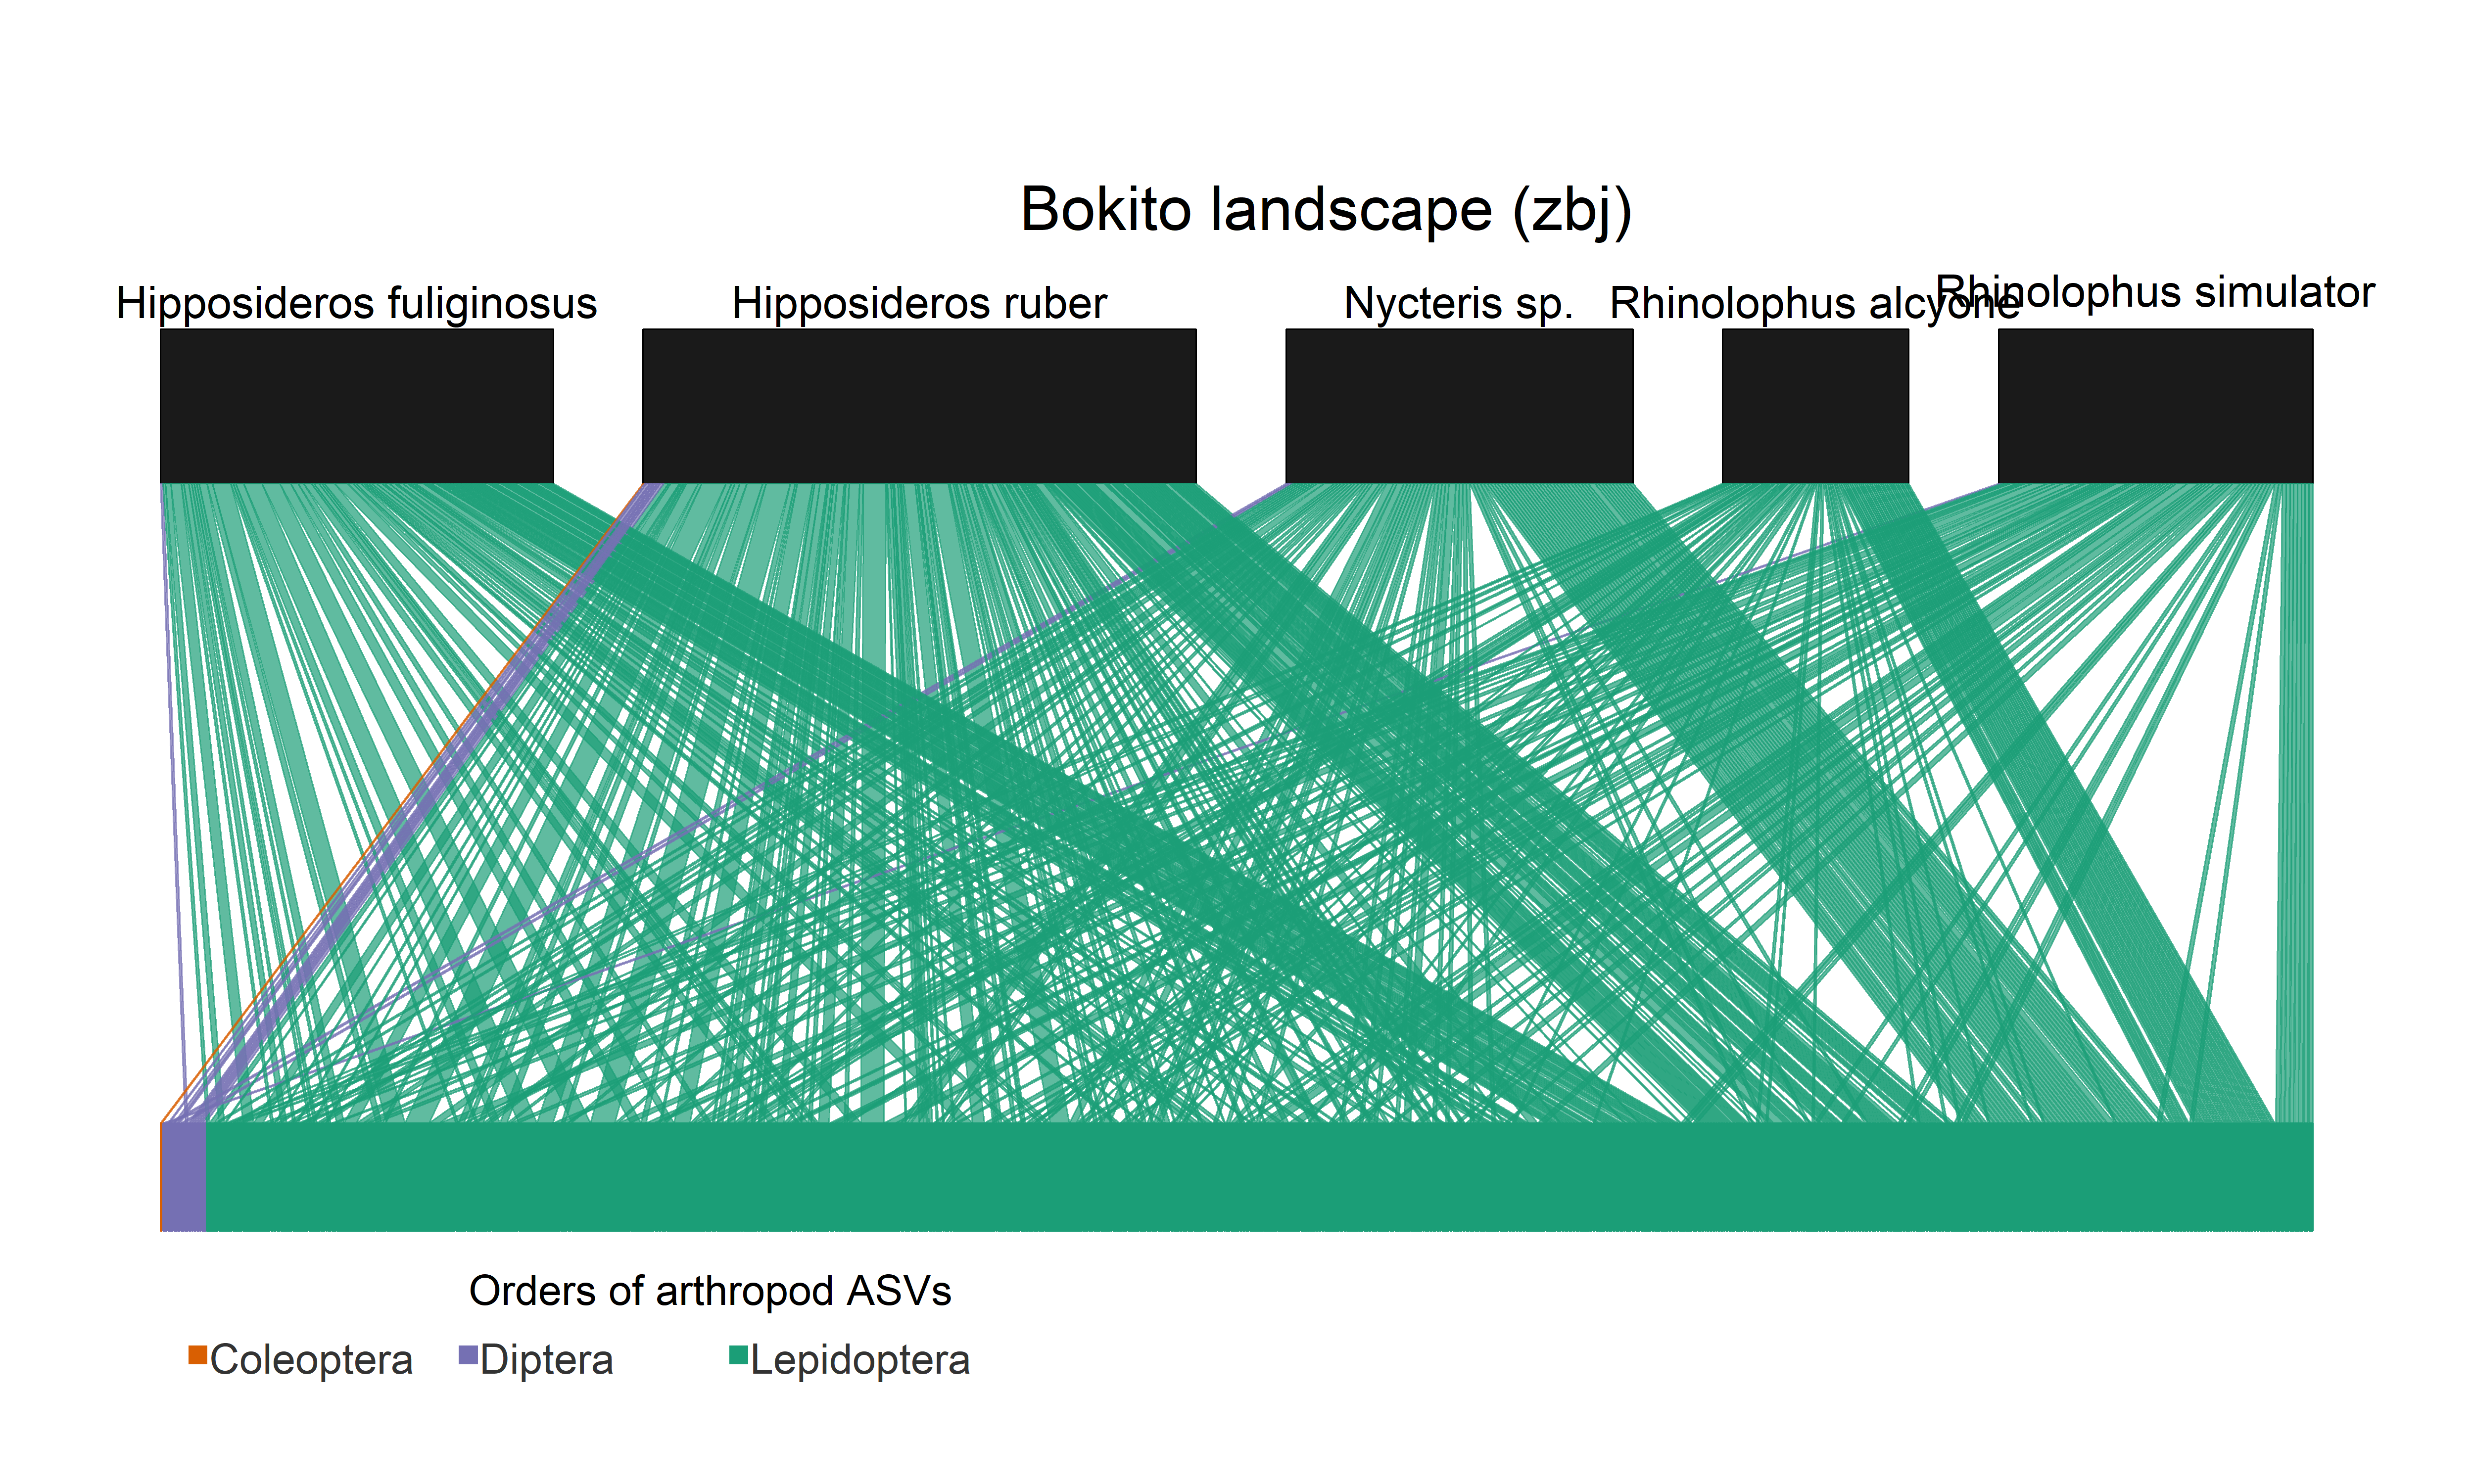 Bokito landscape (zbj)
Hipposideros fuliginosus
Hipposideros ruber
Nycteris sp.
Rhinolophus alcyone
Rhinolophus simulator
Orders of arthropod ASVs
Coleoptera
Diptera
Lepidoptera